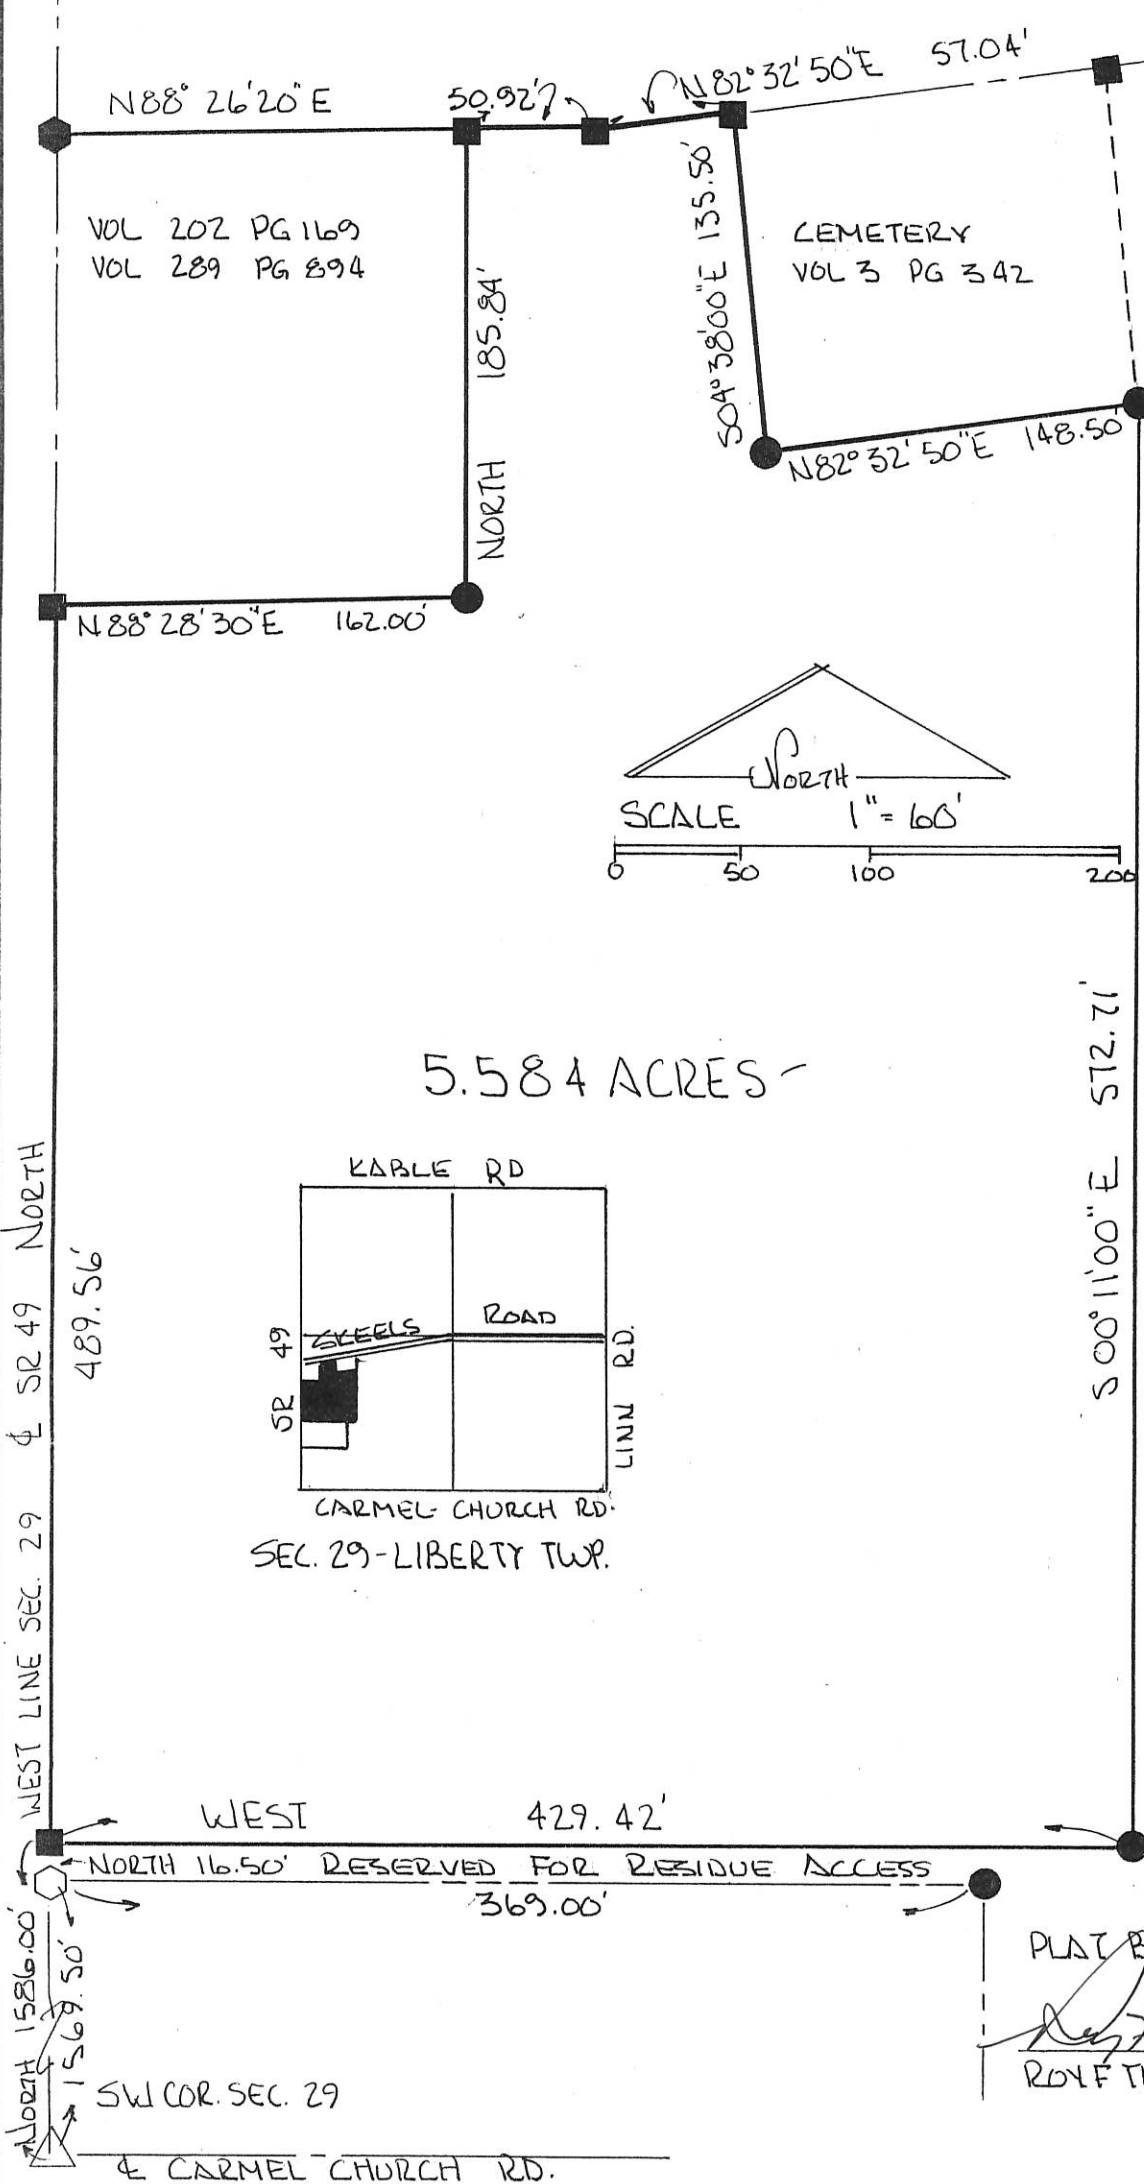 N88° 26'20"E
50.92'
N82°32'50"E 57.04'
VOL 202 PG 169
VOL 289 PG 894
NORTH 185.84'
S04°38'00"E 135.50'
CEMETERY
VOL 3 PG 342
N82°32'50"E 148.50'
N88°28'30"E 162.00'
NORTH
SCALE 1"=60'
0 50 100 200
5.584 ACRES
S 00°11'00"E 572.71'
WEST LINE SEC. 29 ℄ SR 49 NORTH
489.56'
KABLE RD
SR 49
SKEELS ROAD
LINN RD.
CARMEL CHURCH RD.
SEC. 29-LIBERTY TWP.
WEST 429.42'
NORTH 16.50' RESERVED FOR RESIDUE ACCESS
369.00'
NORTH 1586.00'
1569.50'
PLAT
ROY F
SW COR. SEC. 29
℄ CARMEL CHURCH RD.